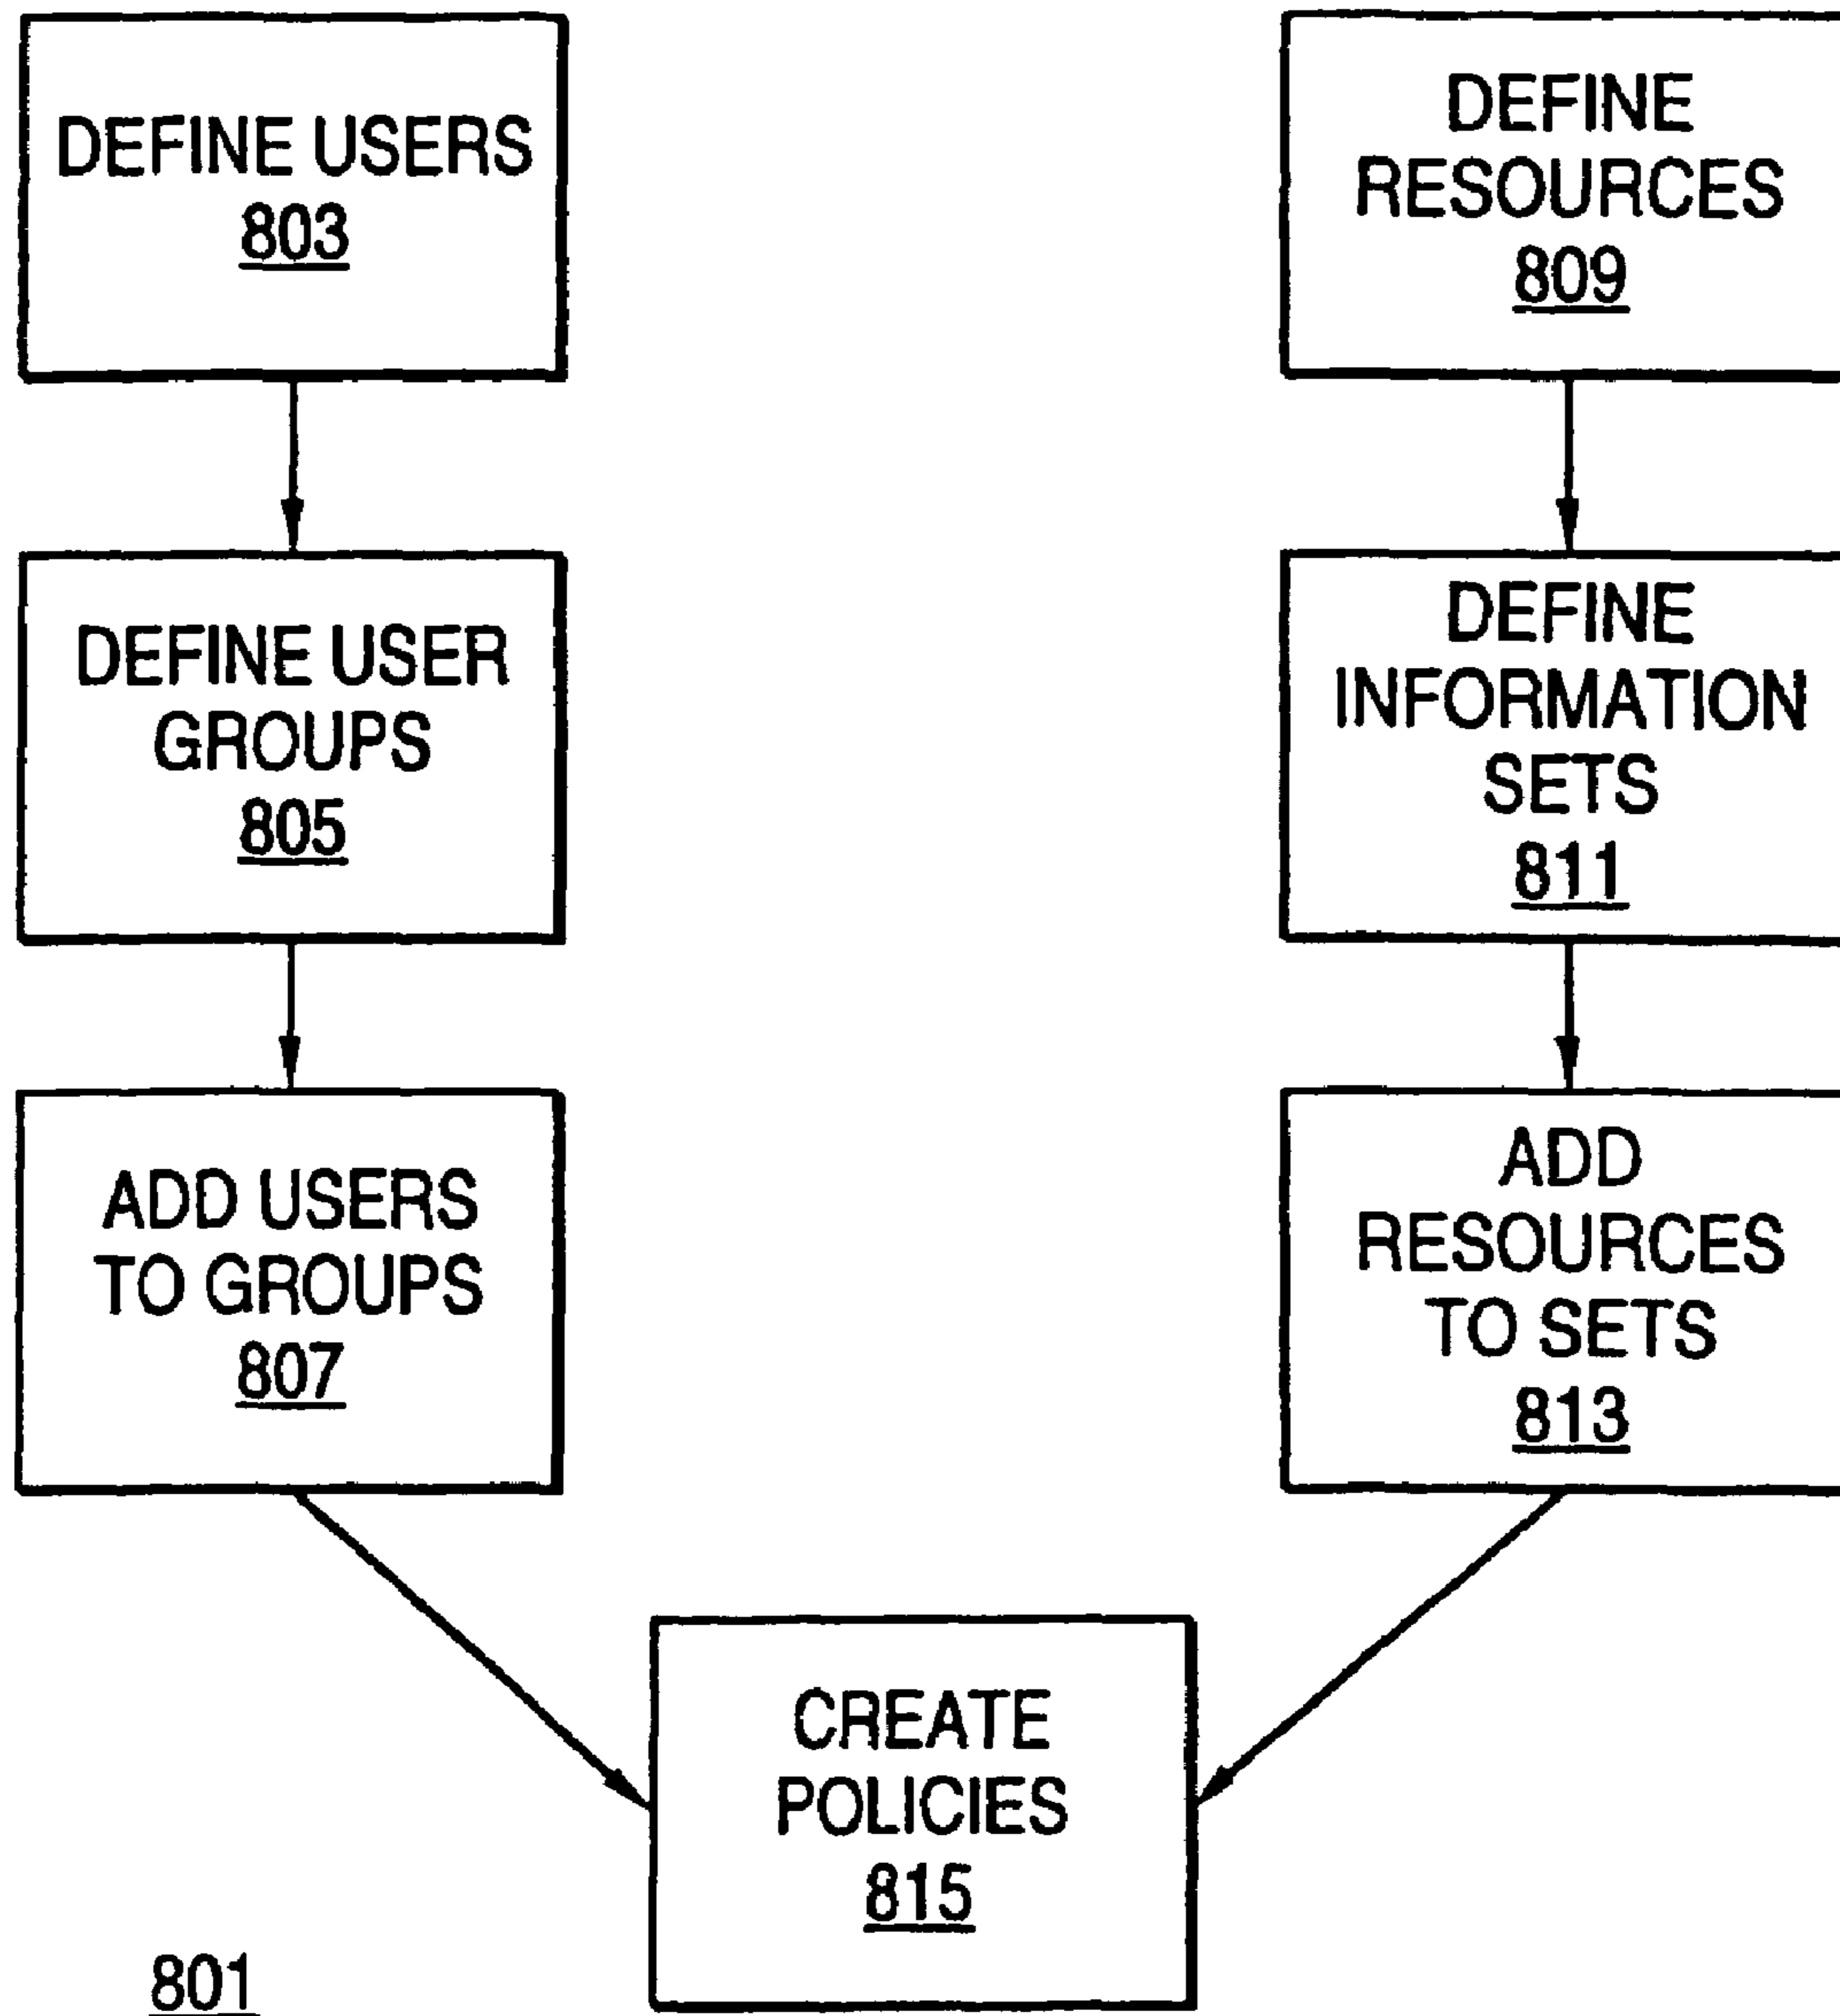 DEFINE USERS
803
DEFINE USER
GROUPS
805
ADD USERS
TO GROUPS
807
DEFINE
RESOURCES
809
DEFINE
INFORMATION
SETS
811
ADD
RESOURCES
TO SETS
813
CREATE
POLICIES
815
801